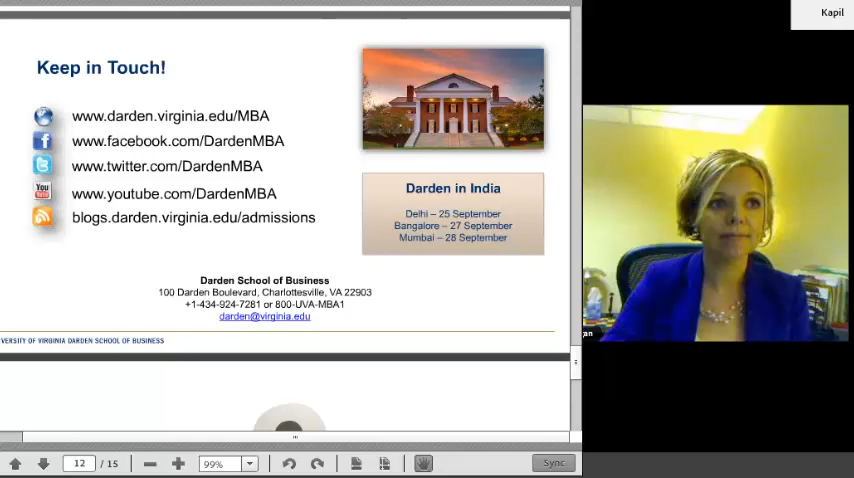 Kapil
Keep in Touch!
www.darden.virginia.edu/MBA
www.facebook.com/DardenMBA
www.twitter.com/DardenMBA
You
www.youtube.com/DardenMBA
blogs.darden.virginia.edu/admissions
Darden in India
Delhi – 25 September
Bangalore – 27 September
Mumbai – 28 September
Darden School of Business
100 Darden Boulevard, Charlottesville, VA 22903
+1-434-924-7281 or 800-UVA-MBA1
darden@virginia.edu
VERSITY OF VIRGINIA DARDEN SCHOOL OF BUSINESS
12 / 15
99%
Sync